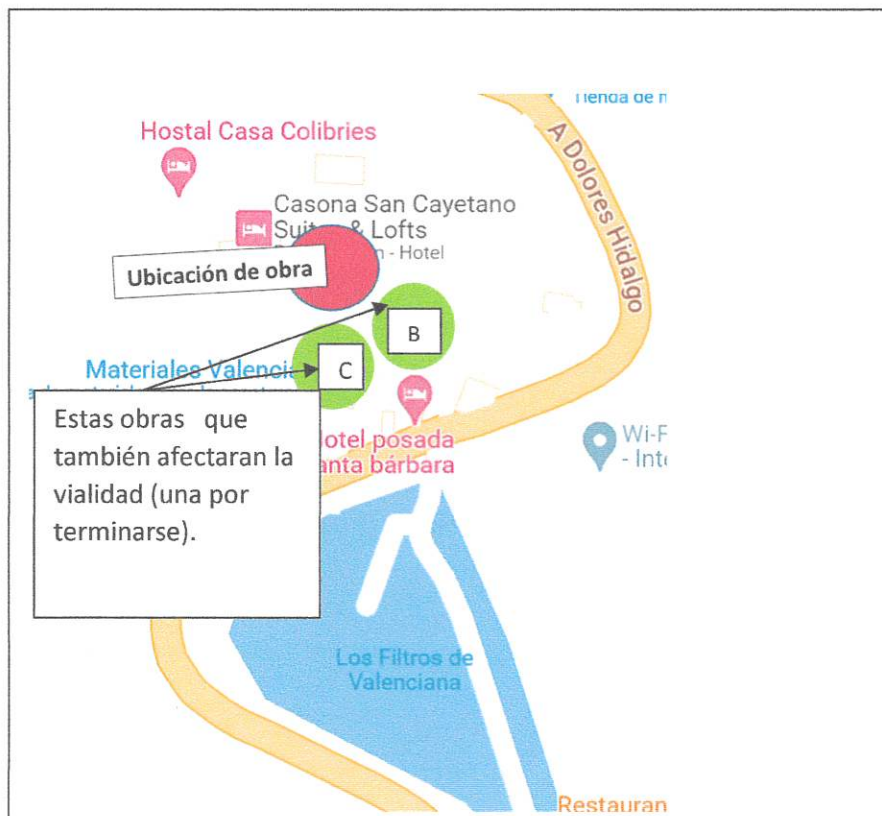 Tienda de
Hostal Casa Colibries
A Dolores Hidalgo
Casona San Cayetano
& Lofts
- Hotel
Ubicación de obra
B
Materiales
C
Estas obras que
también afectaran la
vialidad (una por
terminarse).
posada
bárbara
Wi-F
Los Filtros de
Valenciana
Restauran